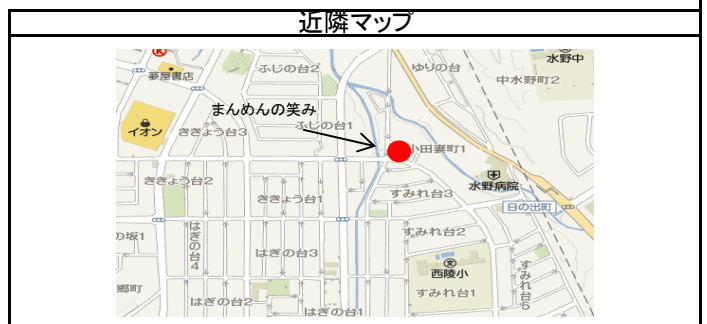 近隣マップ
水野中
ふじの台2
ゆりの台
夢屋書店
中水野町2
まんめんの笑み
イオン
ききょう台3
ふじの台1
小田妻町1
水野病院
ききょう台2
すみれ台3
ききょう台1
日の出町
の坂1
はぎの台4
すみれ台2
はぎの台3
西陵小
すみれ台1
すみれ台5
郷町
はぎの台2
はぎの台1